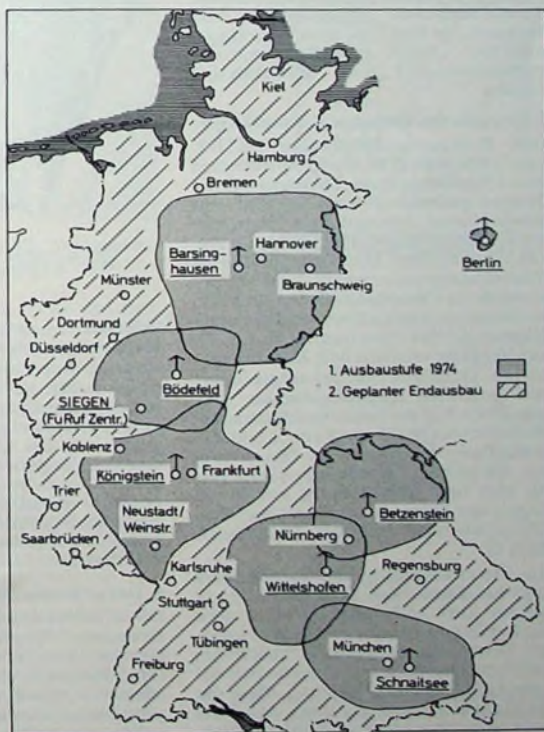 Kiel
Hamburg
Bremen
Barsing-
hausen
Hannover
Braunschweig
Berlin
Münster
Dortmund
Düsseldorf
Bödefeld
1. Ausbaustufe 1974
2. Geplanter Endausbau
SIEGEN
(FuRuf Zentr.)
Koblenz
Königstein
Frankfurt
Trier
Neustadt/
Weinstr.
Betzenstein
Saarbrücken
Nürnberg
Karlsruhe
Wittelshofen
Regensburg
Stuttgart
Tübingen
München
Freiburg
Schnaitsee